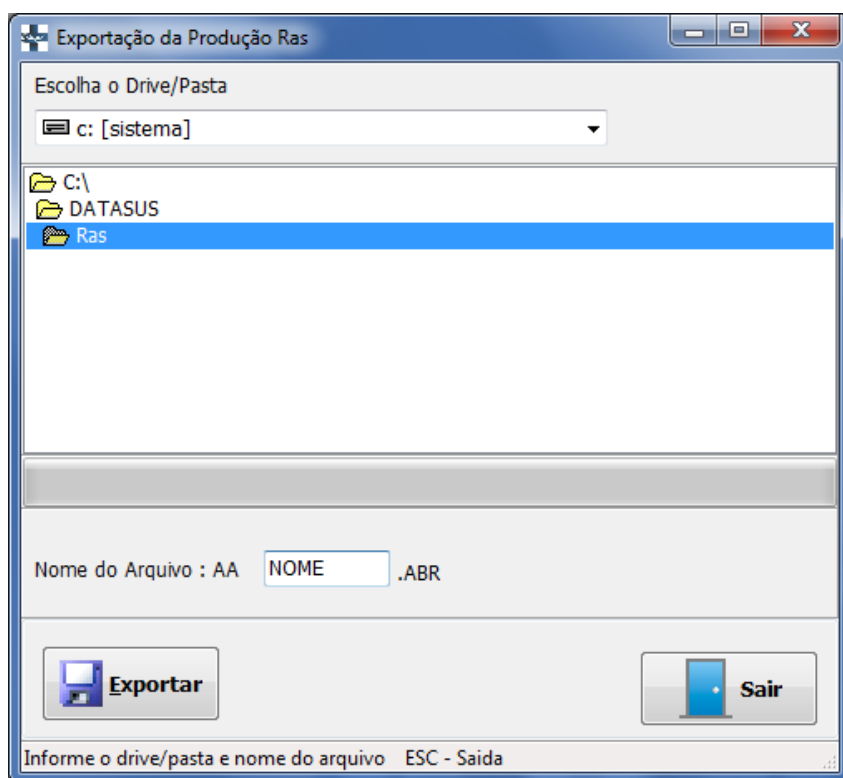 Exportação da Produção Ras
Escolha o Drive/Pasta
c: [sistema]
C:\
DATASUS
Ras
Nome do Arquivo : AA NOME .ABR
Exportar Sair
Informe o drive/pasta e nome do arquivo ESC - Saida